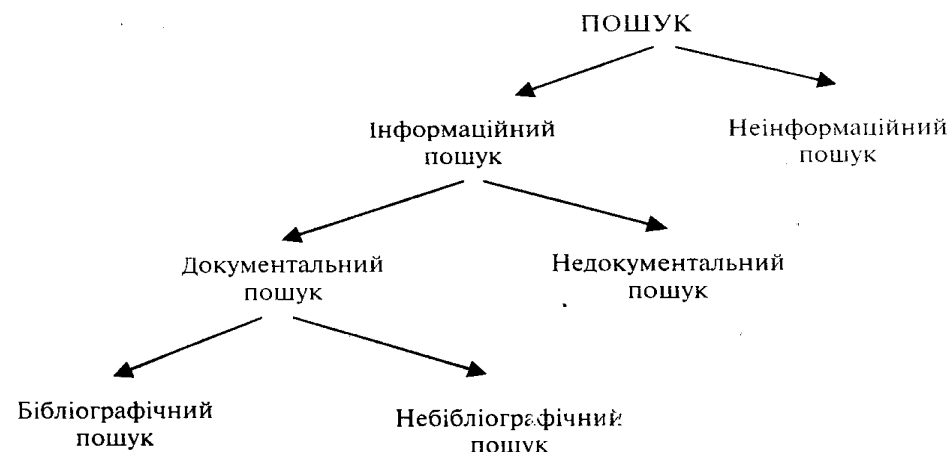 ПОШУК
Інформаційний
пошук
Неінформаційний
пошук
Документальний
пошук
Недокументальний
пошук
Бібліографічний
пошук
Небібліографічний
пошук